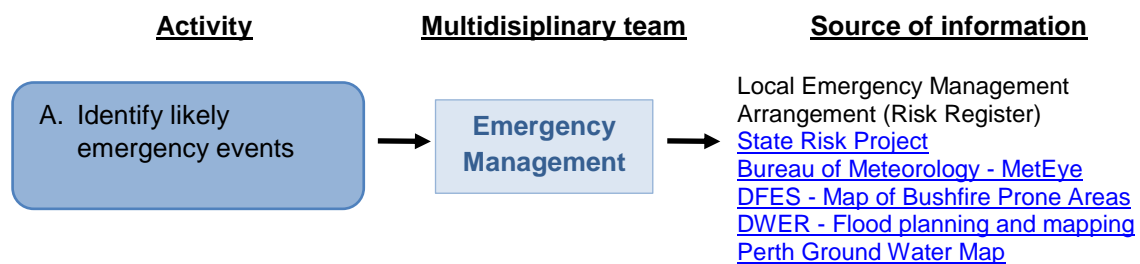 Activity
Multidisiplinary team
Source of information
A. Identify likely
emergency events
Emergency
Management
Local Emergency Management
Arrangement (Risk Register)
State Risk Project
Bureau of Meteorology - MetEye
DFES - Map of Bushfire Prone Areas
DWER - Flood planning and mapping
Perth Ground Water Map